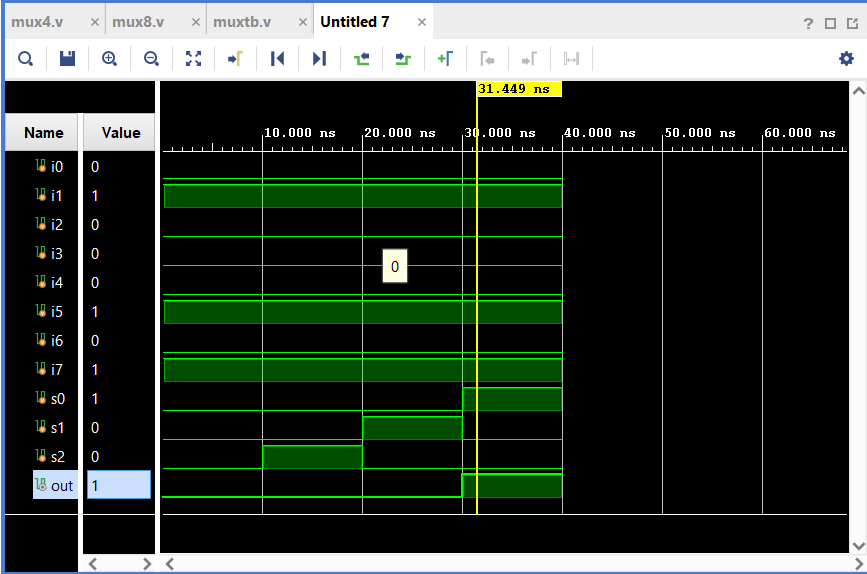 mux4.v × mux8.v × muxtb.v × Untitled 7 ×
? 
31.449 ns
Name Value 10.000 ns 20.000 ns 30.000 ns 40.000 ns 50.000 ns 60.000 ns
i0 0
i1 1
i2 0
i3 0 0
i4 0
i5 1
i6 0
i7 1
s0 1
s1 0
s2 0
out 1